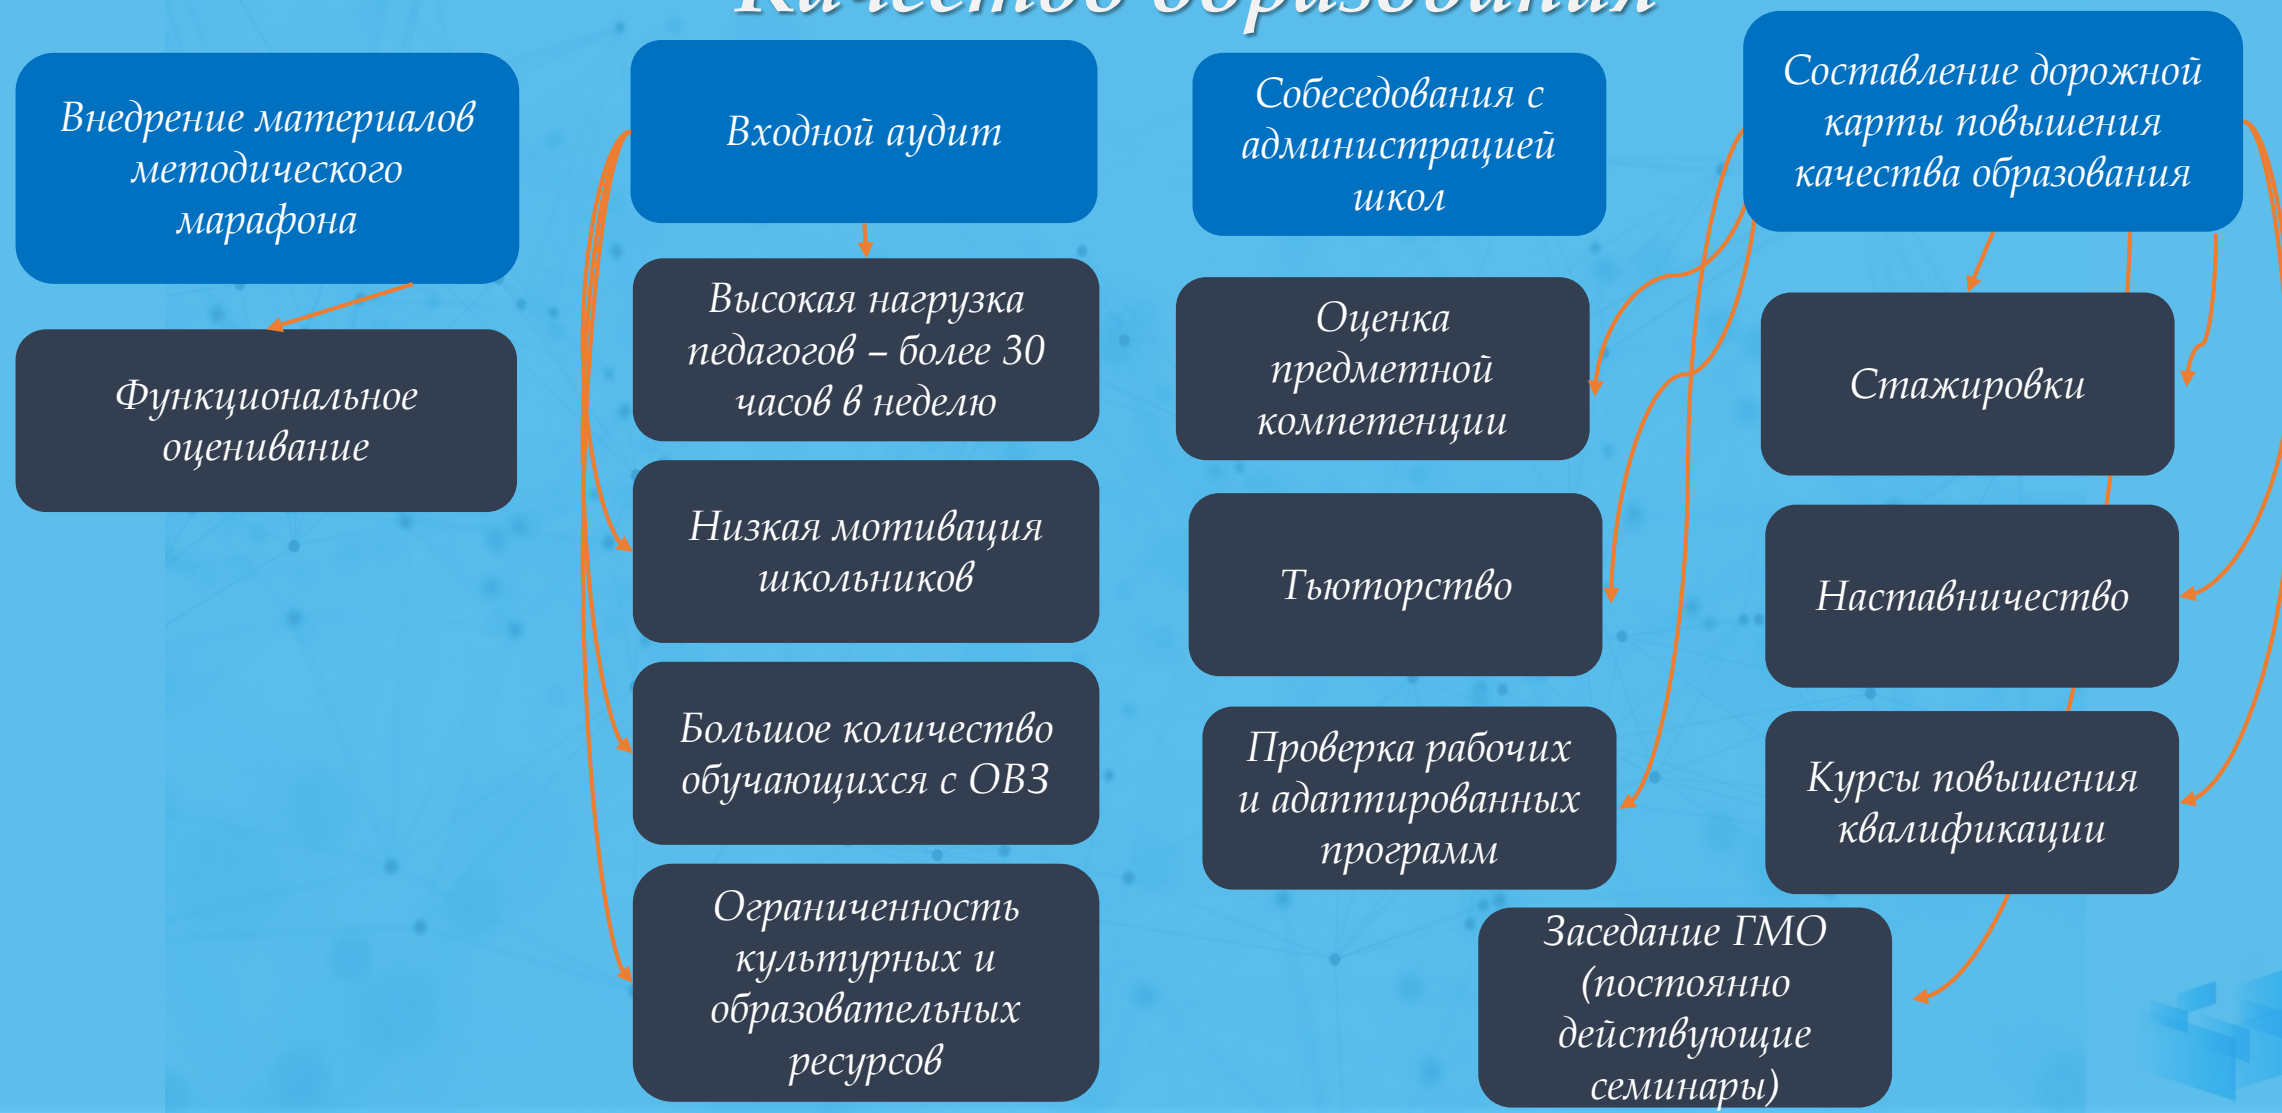 Качество образования
Внедрение материалов
методического
марафона
Функциональное
оценивание
Входной аудит
Высокая нагрузка
педагогов – более 30
часов в неделю
Низкая мотивация
школьников
Большое количество
обучающихся с ОВЗ
Ограниченность
культурных и
образовательных
ресурсов
Собеседования с
администрацией
школ
Оценка
предметной
компетенции
Тьюторство
Проверка рабочих
и адаптированных
программ
Составление дорожной
карты повышения
качества образования
Стажировки
Наставничество
Курсы повышения
квалификации
Заседание ГМО
(постоянно
действующие
семинары)